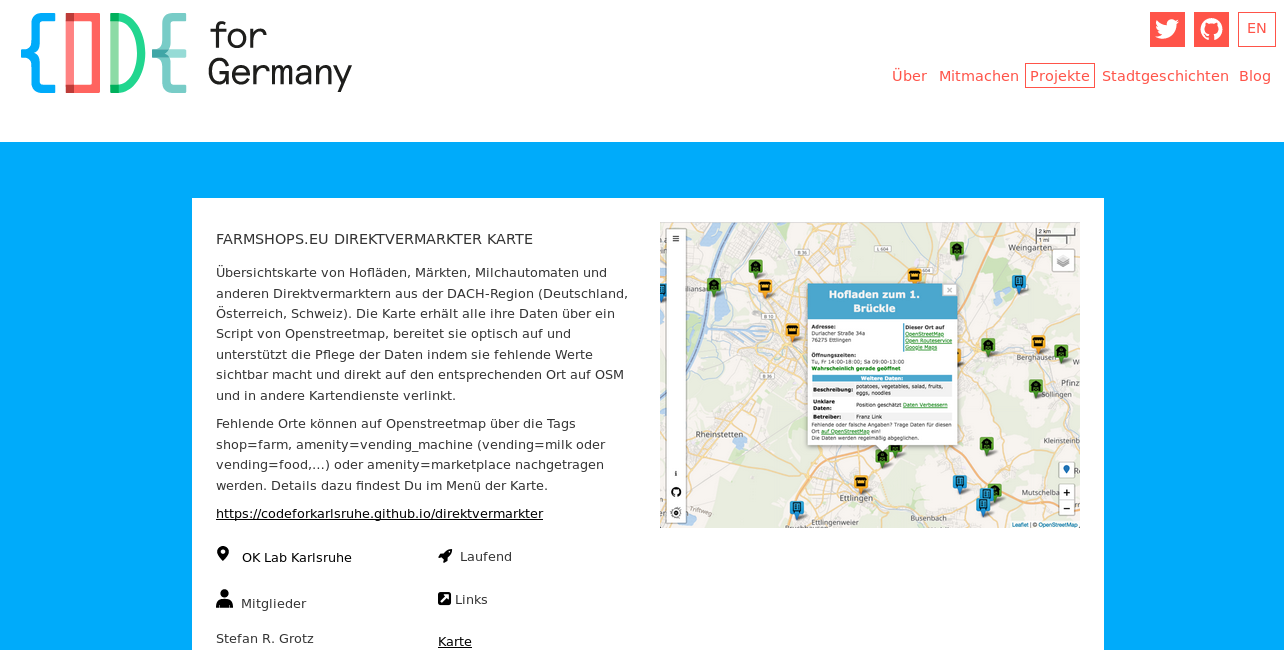 CODE for
Germany
EN
Über Mitmachen Projekte Stadtgeschichten Blog
FARMSHOPS.EU DIREKTVERMARKTER KARTE
Übersichtskarte von Hofläden, Märkten, Milchautomaten und
anderen Direktvermarktern aus der DACH-Region (Deutschland,
Österreich, Schweiz). Die Karte erhält alle ihre Daten über ein
Script von Openstreetmap, bereitet sie optisch auf und
unterstützt die Pflege der Daten indem sie fehlende Werte
sichtbar macht und direkt auf den entsprechenden Ort auf OSM
und in andere Kartendienste verlinkt.
Fehlende Orte können auf Openstreetmap über die Tags
shop=farm, amenity=vending_machine (vending=milk oder
vending=food,...) oder amenity=marketplace nachgetragen
werden. Details dazu findest Du im Menü der Karte.
https://codeforkarlsruhe.github.io/direktvermarkter
OK Lab Karlsruhe
Laufend
Mitglieder
Links
Stefan R. Grotz
Karte
2 km
1 mi
Weingarten
B 36
L 604
L 560
Hofladen zum 1.
Brückle
Adresse:
Durlacher Straße 34a
76275 Ettlingen
Dieser Ort auf
OpenStreetMap
Open Routeservice
Google Maps
Öffnungszeiten:
Tu, Fr 14:00-18:00; Sa 09:00-13:00
Wahrscheinlich gerade geöffnet
Weitere Daten:
Beschreibung: potatoes, vegetables, salad, fruits,
eggs, noodles
Unklare
Daten: Position geschätzt Daten Verbessern
Betreiber: Franz Link
Fehlende oder falsche Angaben? Trage Daten für diesen
Ort auf OpenStreetMap ein!
Die Daten werden regelmäßig abgeglichen.
Berghausen
Pfinz
Söllingen
Rheinstetten
Kleinsteinb
Ettlingen
Mutschelba
Ettlingenweier
Busenbach
+
−
Leaflet | © OpenStreetMap